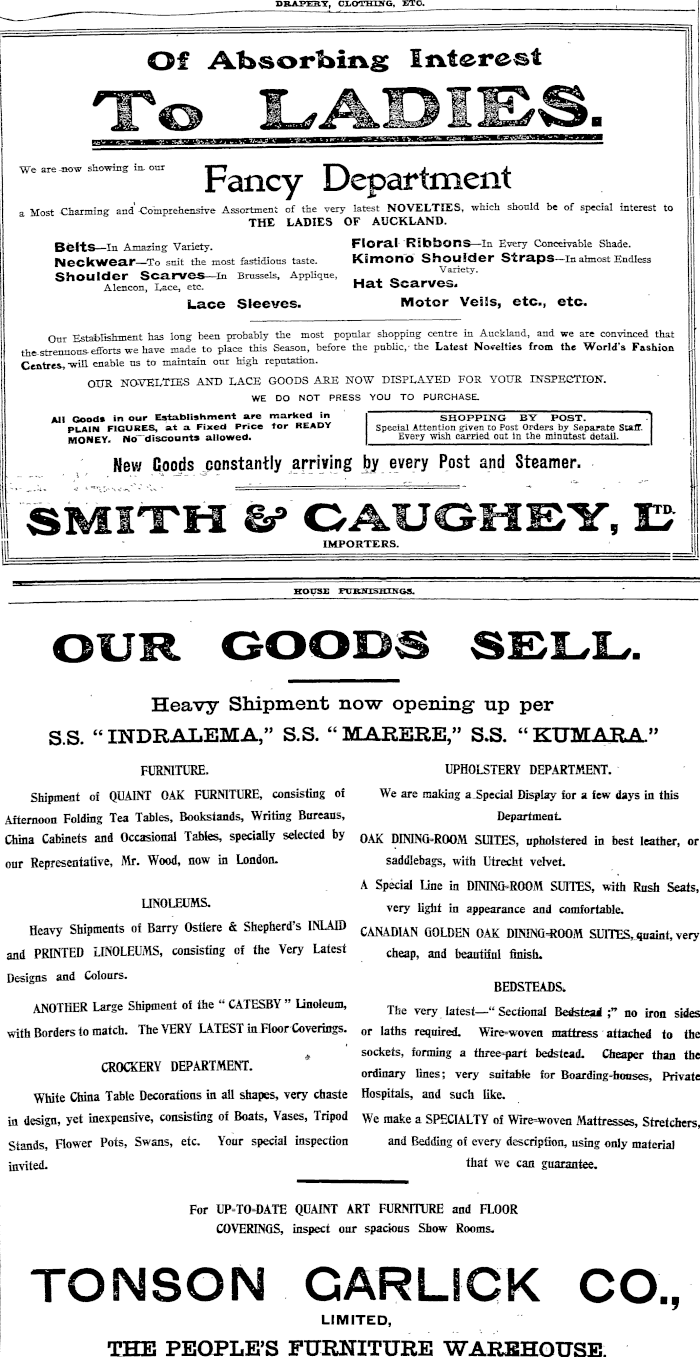 DRAPERY, CLOTHING, ETC.
Of Absorbing Interest
To LADIES.
We are now showing in our
Fancy Department
a Most Charming and Comprehensive Assortment of the very latest NOVELTIES, which should be of special interest to
THE LADIES OF AUCKLAND.
Belts—In Amazing Variety.
Neckwear—To suit the most fastidious taste.
Shoulder Scarves—In Brussels, Applique,
Alencon, Lace, etc.
Lace Sleeves.
Floral Ribbons—In Every Conceivable Shade.
Kimono Shoulder Straps—In almost Endless
Variety.
Hat Scarves.
Motor Veils, etc., etc.
Our Establishment has long been probably the most popular shopping centre in Auckland, and we are convinced that
the strenuous efforts we have made to place this Season, before the public, the Latest Novelties from the World's Fashion
Centres, will enable us to maintain our high reputation.
OUR NOVELTIES AND LACE GOODS ARE NOW DISPLAYED FOR YOUR INSPECTION.
WE DO NOT PRESS YOU TO PURCHASE.
All Goods in our Establishment are marked in
PLAIN FIGURES, at a Fixed Price for READY
MONEY. No discounts allowed.
SHOPPING BY POST.
Special Attention given to Post Orders by Separate Staff.
Every wish carried out in the minutest detail.
New Goods constantly arriving by every Post and Steamer.
SMITH & CAUGHEY, LTD.
IMPORTERS.
HOUSE FURNISHINGS.
OUR GOODS SELL.
Heavy Shipment now opening up per
S.S. "INDRALEMA," S.S. "MARERE," S.S. "KUMARA."
FURNITURE.
Shipment of QUAINT OAK FURNITURE, consisting of
Afternoon Folding Tea Tables, Bookstands, Writing Bureaus,
China Cabinets and Occasional Tables, specially selected by
our Representative, Mr. Wood, now in London.
LINOLEUMS.
Heavy Shipments of Barry Ostlere & Shepherd's INLAID
and PRINTED LINOLEUMS, consisting of the Very Latest
Designs and Colours.
ANOTHER Large Shipment of the "CATESBY" Linoleum,
with Borders to match. The VERY LATEST in Floor Coverings.
CROCKERY DEPARTMENT.
White China Table Decorations in all shapes, very chaste
in design, yet inexpensive, consisting of Boats, Vases, Tripod
Stands, Flower Pots, Swans, etc. Your special inspection
invited.
UPHOLSTERY DEPARTMENT.
We are making a Special Display for a few days in this
Department.
OAK DINING-ROOM SUITES, upholstered in best leather, or
saddlebags, with Utrecht velvet.
A Special Line in DINING-ROOM SUITES, with Rush Seats,
very light in appearance and comfortable.
CANADIAN GOLDEN OAK DINING-ROOM SUITES, quaint, very
cheap, and beautiful finish.
BEDSTEADS.
The very latest—"Sectional Bedstead;" no iron sides
or laths required. Wire-woven mattress attached to the
sockets, forming a three-part bedstead. Cheaper than the
ordinary lines; very suitable for Boarding-houses, Private
Hospitals, and such like.
We make a SPECIALTY of Wire-woven Mattresses, Stretchers,
and Bedding of every description, using only material
that we can guarantee.
For UP-TO-DATE QUAINT ART FURNITURE and FLOOR
COVERINGS, inspect our spacious Show Rooms.
TONSON GARLICK CO.,
LIMITED,
THE PEOPLE'S FURNITURE WAREHOUSE.